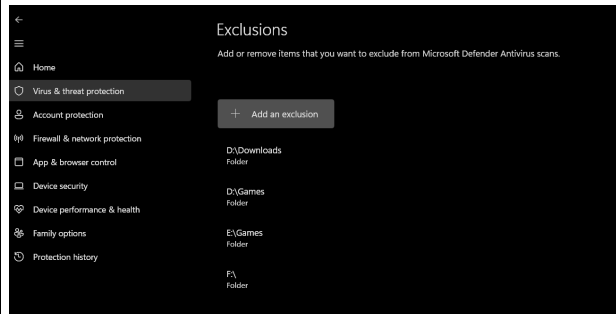 Exclusions
Add or remove items that you want to exclude from Microsoft Defender Antivirus scans.
Home
Virus & threat protection
Account protection
Firewall & network protection
App & browser control
Device security
Device performance & health
Family options
Protection history
Add an exclusion
D:\Downloads
Folder
D:\Games
Folder
E:\Games
Folder
F:\
Folder